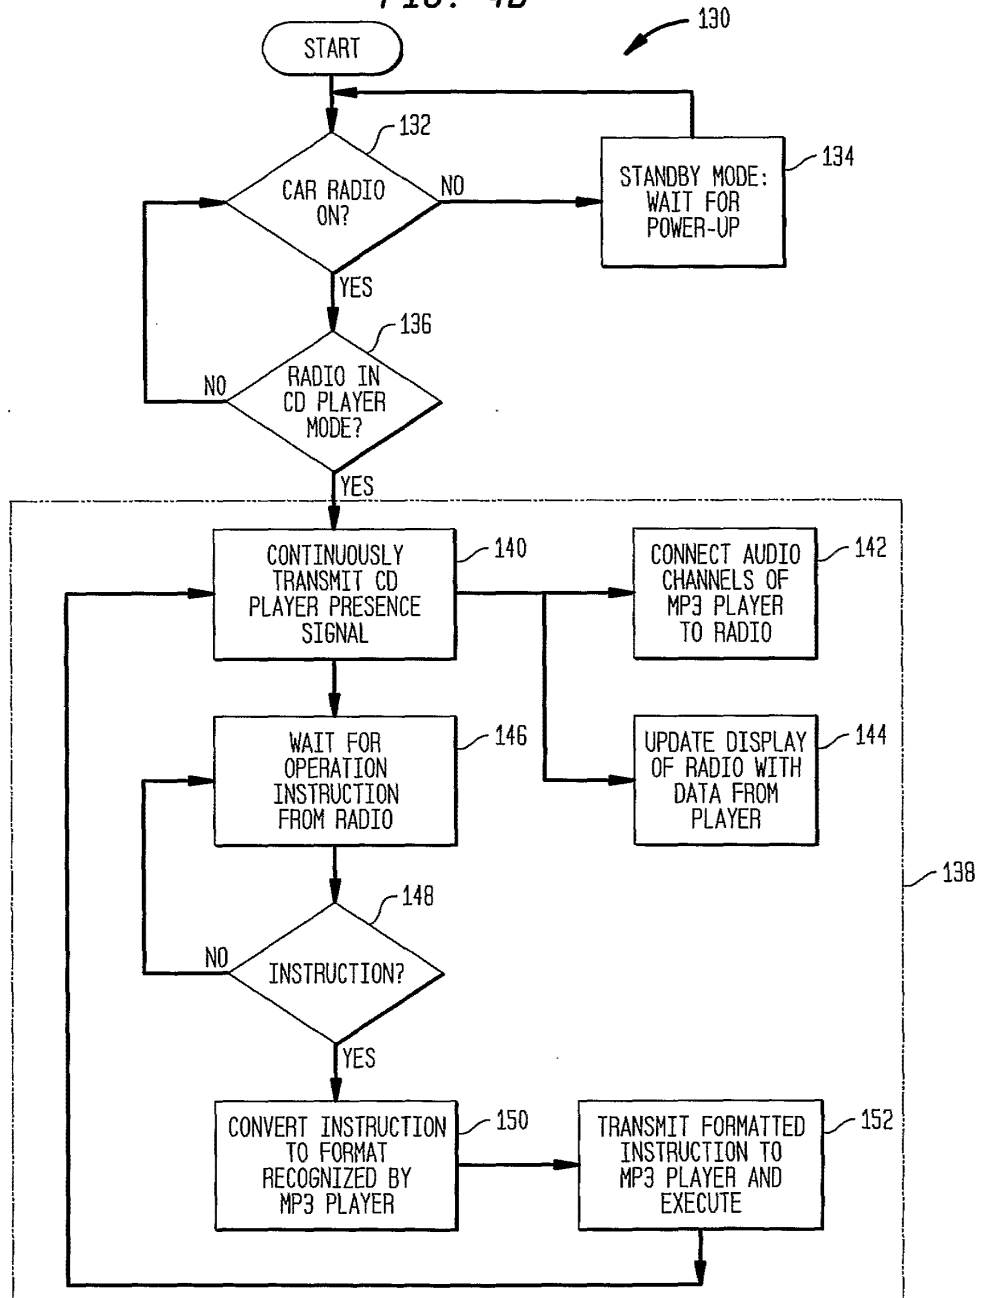 FIG. 4B
130
START
132
CAR RADIO
ON?
NO
STANDBY MODE:
WAIT FOR
POWER-UP
134
YES
136
RADIO IN
CD PLAYER
MODE?
NO
YES
CONTINUOUSLY
TRANSMIT CD
PLAYER PRESENCE
SIGNAL
140
CONNECT AUDIO
CHANNELS OF
MP3 PLAYER
TO RADIO
142
WAIT FOR
OPERATION
INSTRUCTION
FROM RADIO
146
UPDATE DISPLAY
OF RADIO WITH
DATA FROM
PLAYER
144
138
148
INSTRUCTION?
NO
YES
CONVERT INSTRUCTION
TO FORMAT
RECOGNIZED BY
MP3 PLAYER
150
TRANSMIT FORMATTED
INSTRUCTION TO
MP3 PLAYER AND
EXECUTE
152